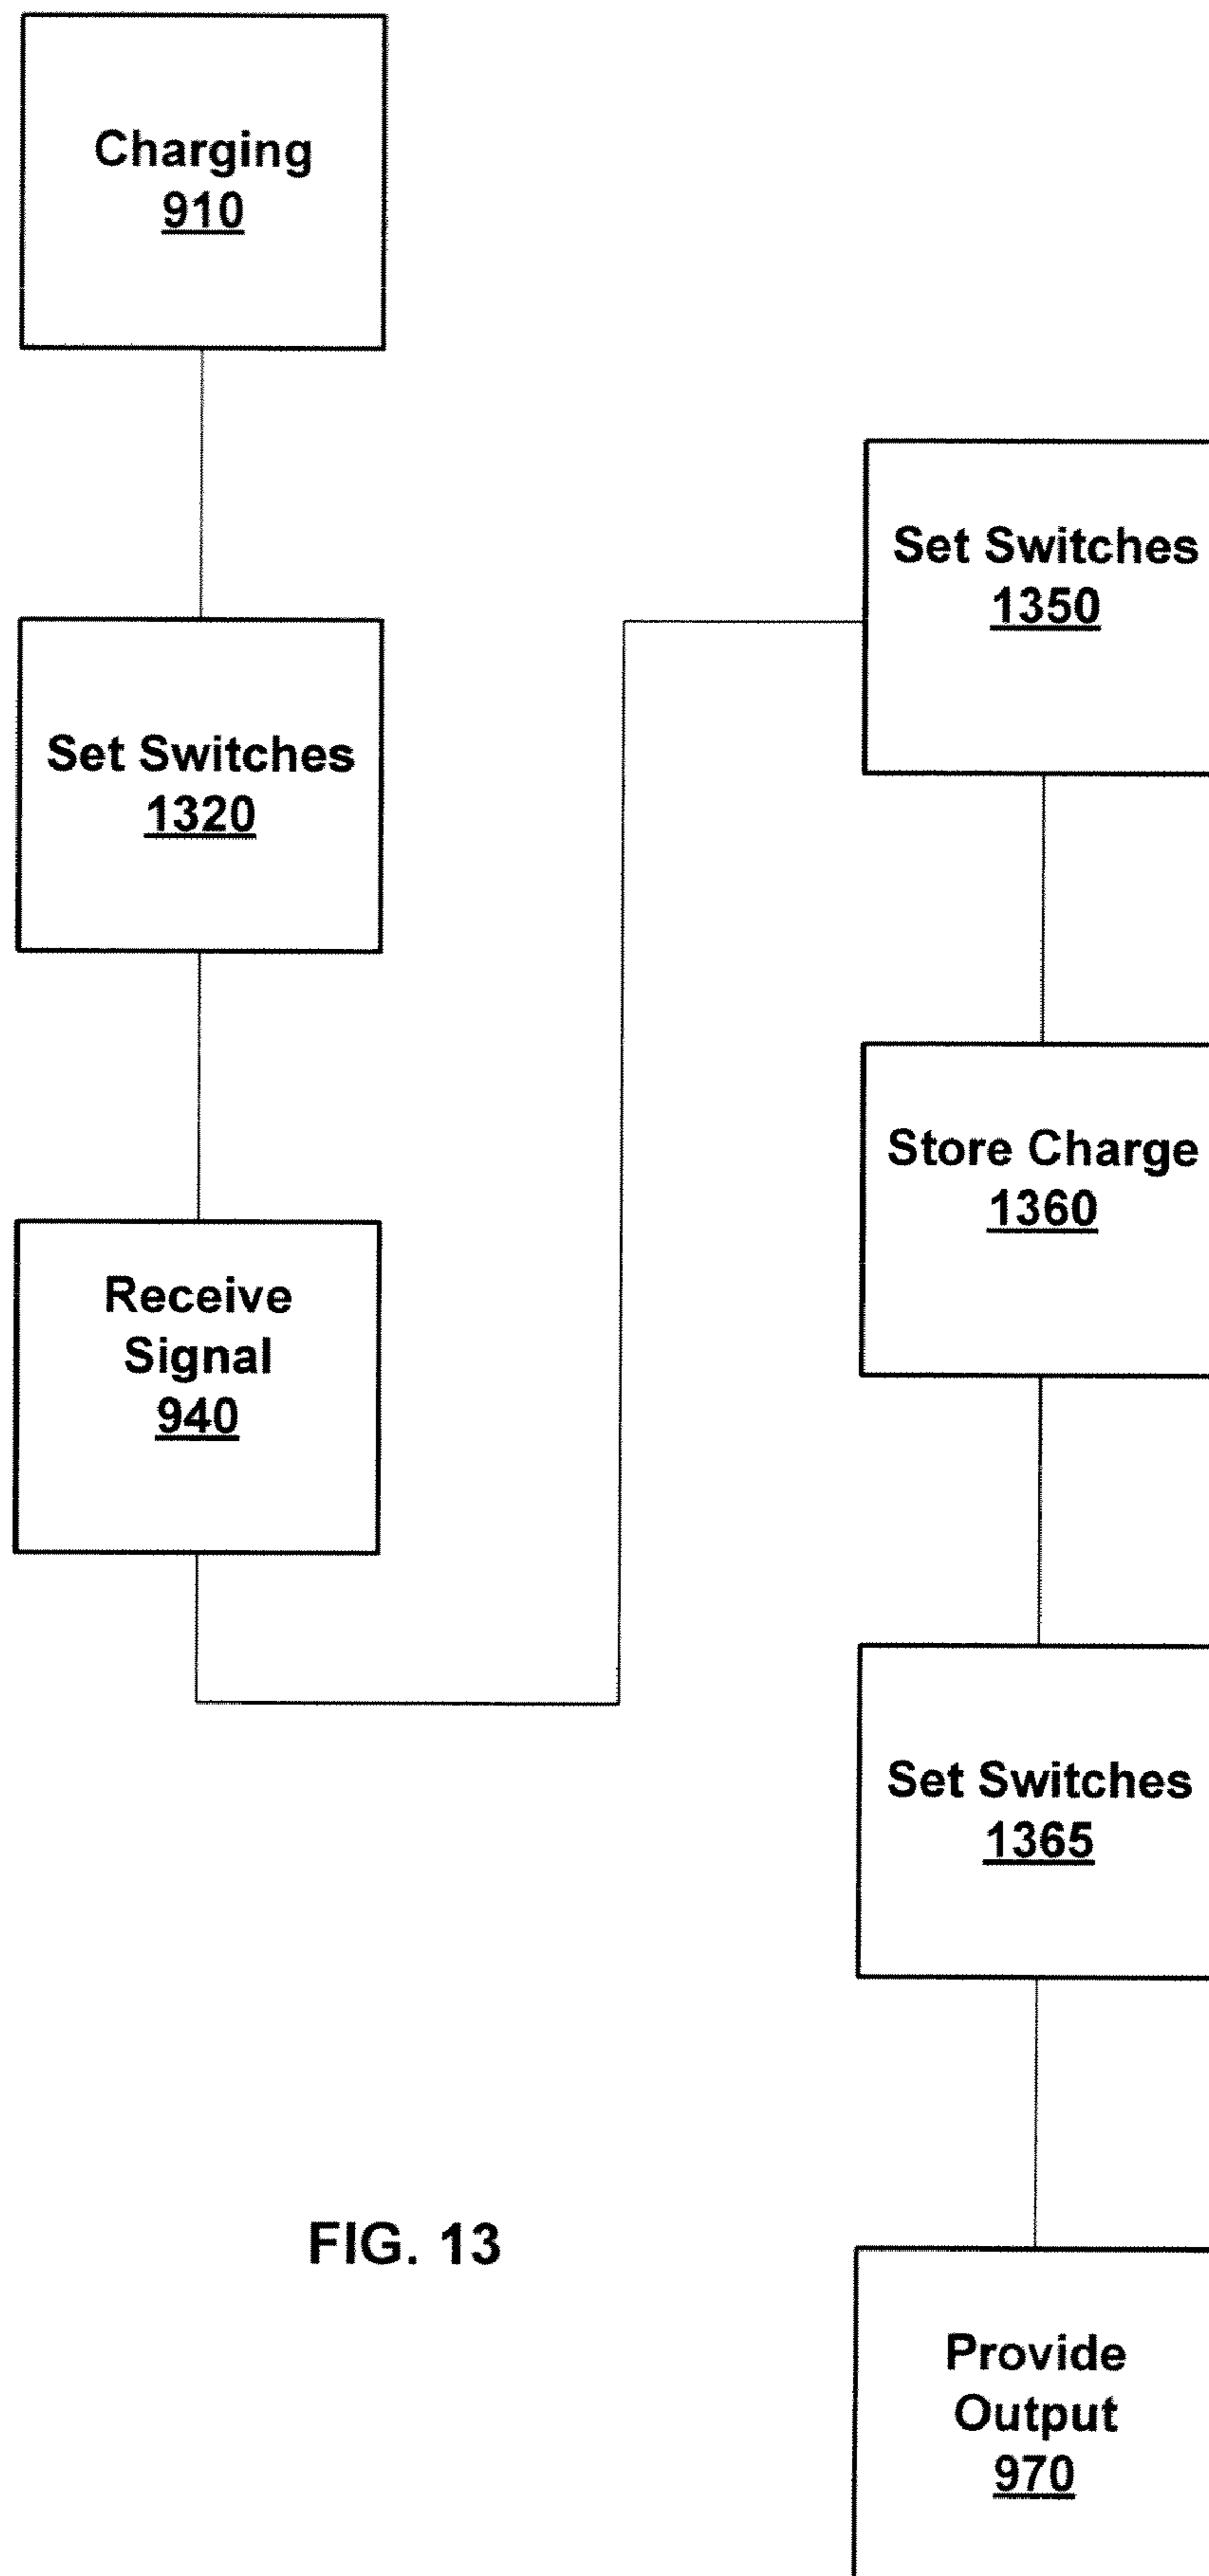 Charging
910
Set Switches
1320
Receive
Signal
940
Set Switches
1350
Store Charge
1360
Set Switches
1365
Provide
Output
970
FIG. 13